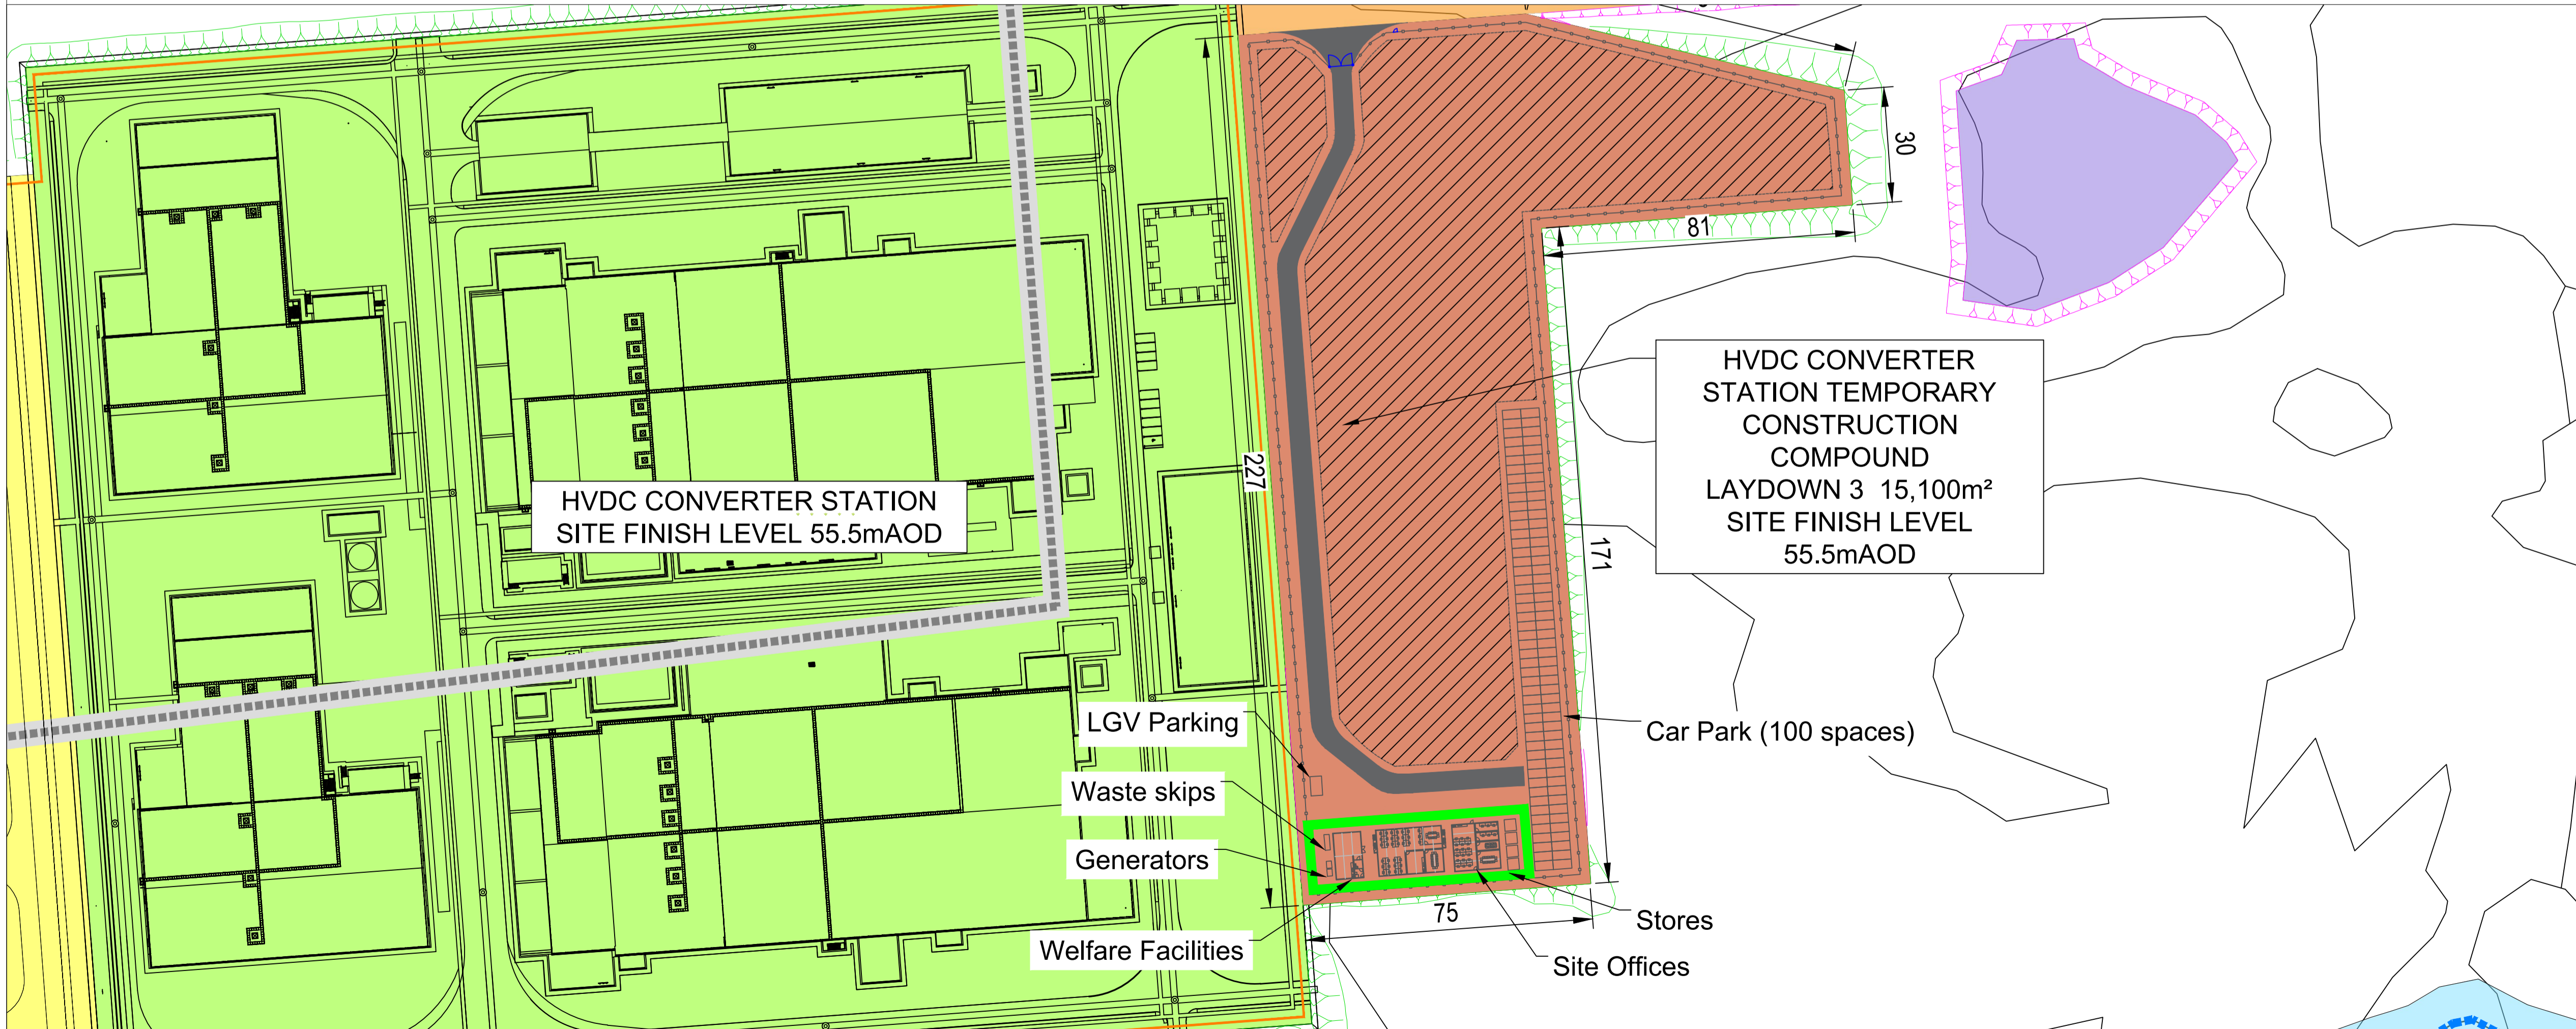 HVDC CONVERTER STATION
SITE FINISH LEVEL 55.5mAOD
30
81
227
HVDC CONVERTER
STATION TEMPORARY
CONSTRUCTION
COMPOUND
LAYDOWN 3 15,100m²
SITE FINISH LEVEL
55.5mAOD
171
LGV Parking
Car Park (100 spaces)
Waste skips
Generators
75
Stores
Welfare Facilities
Site Offices